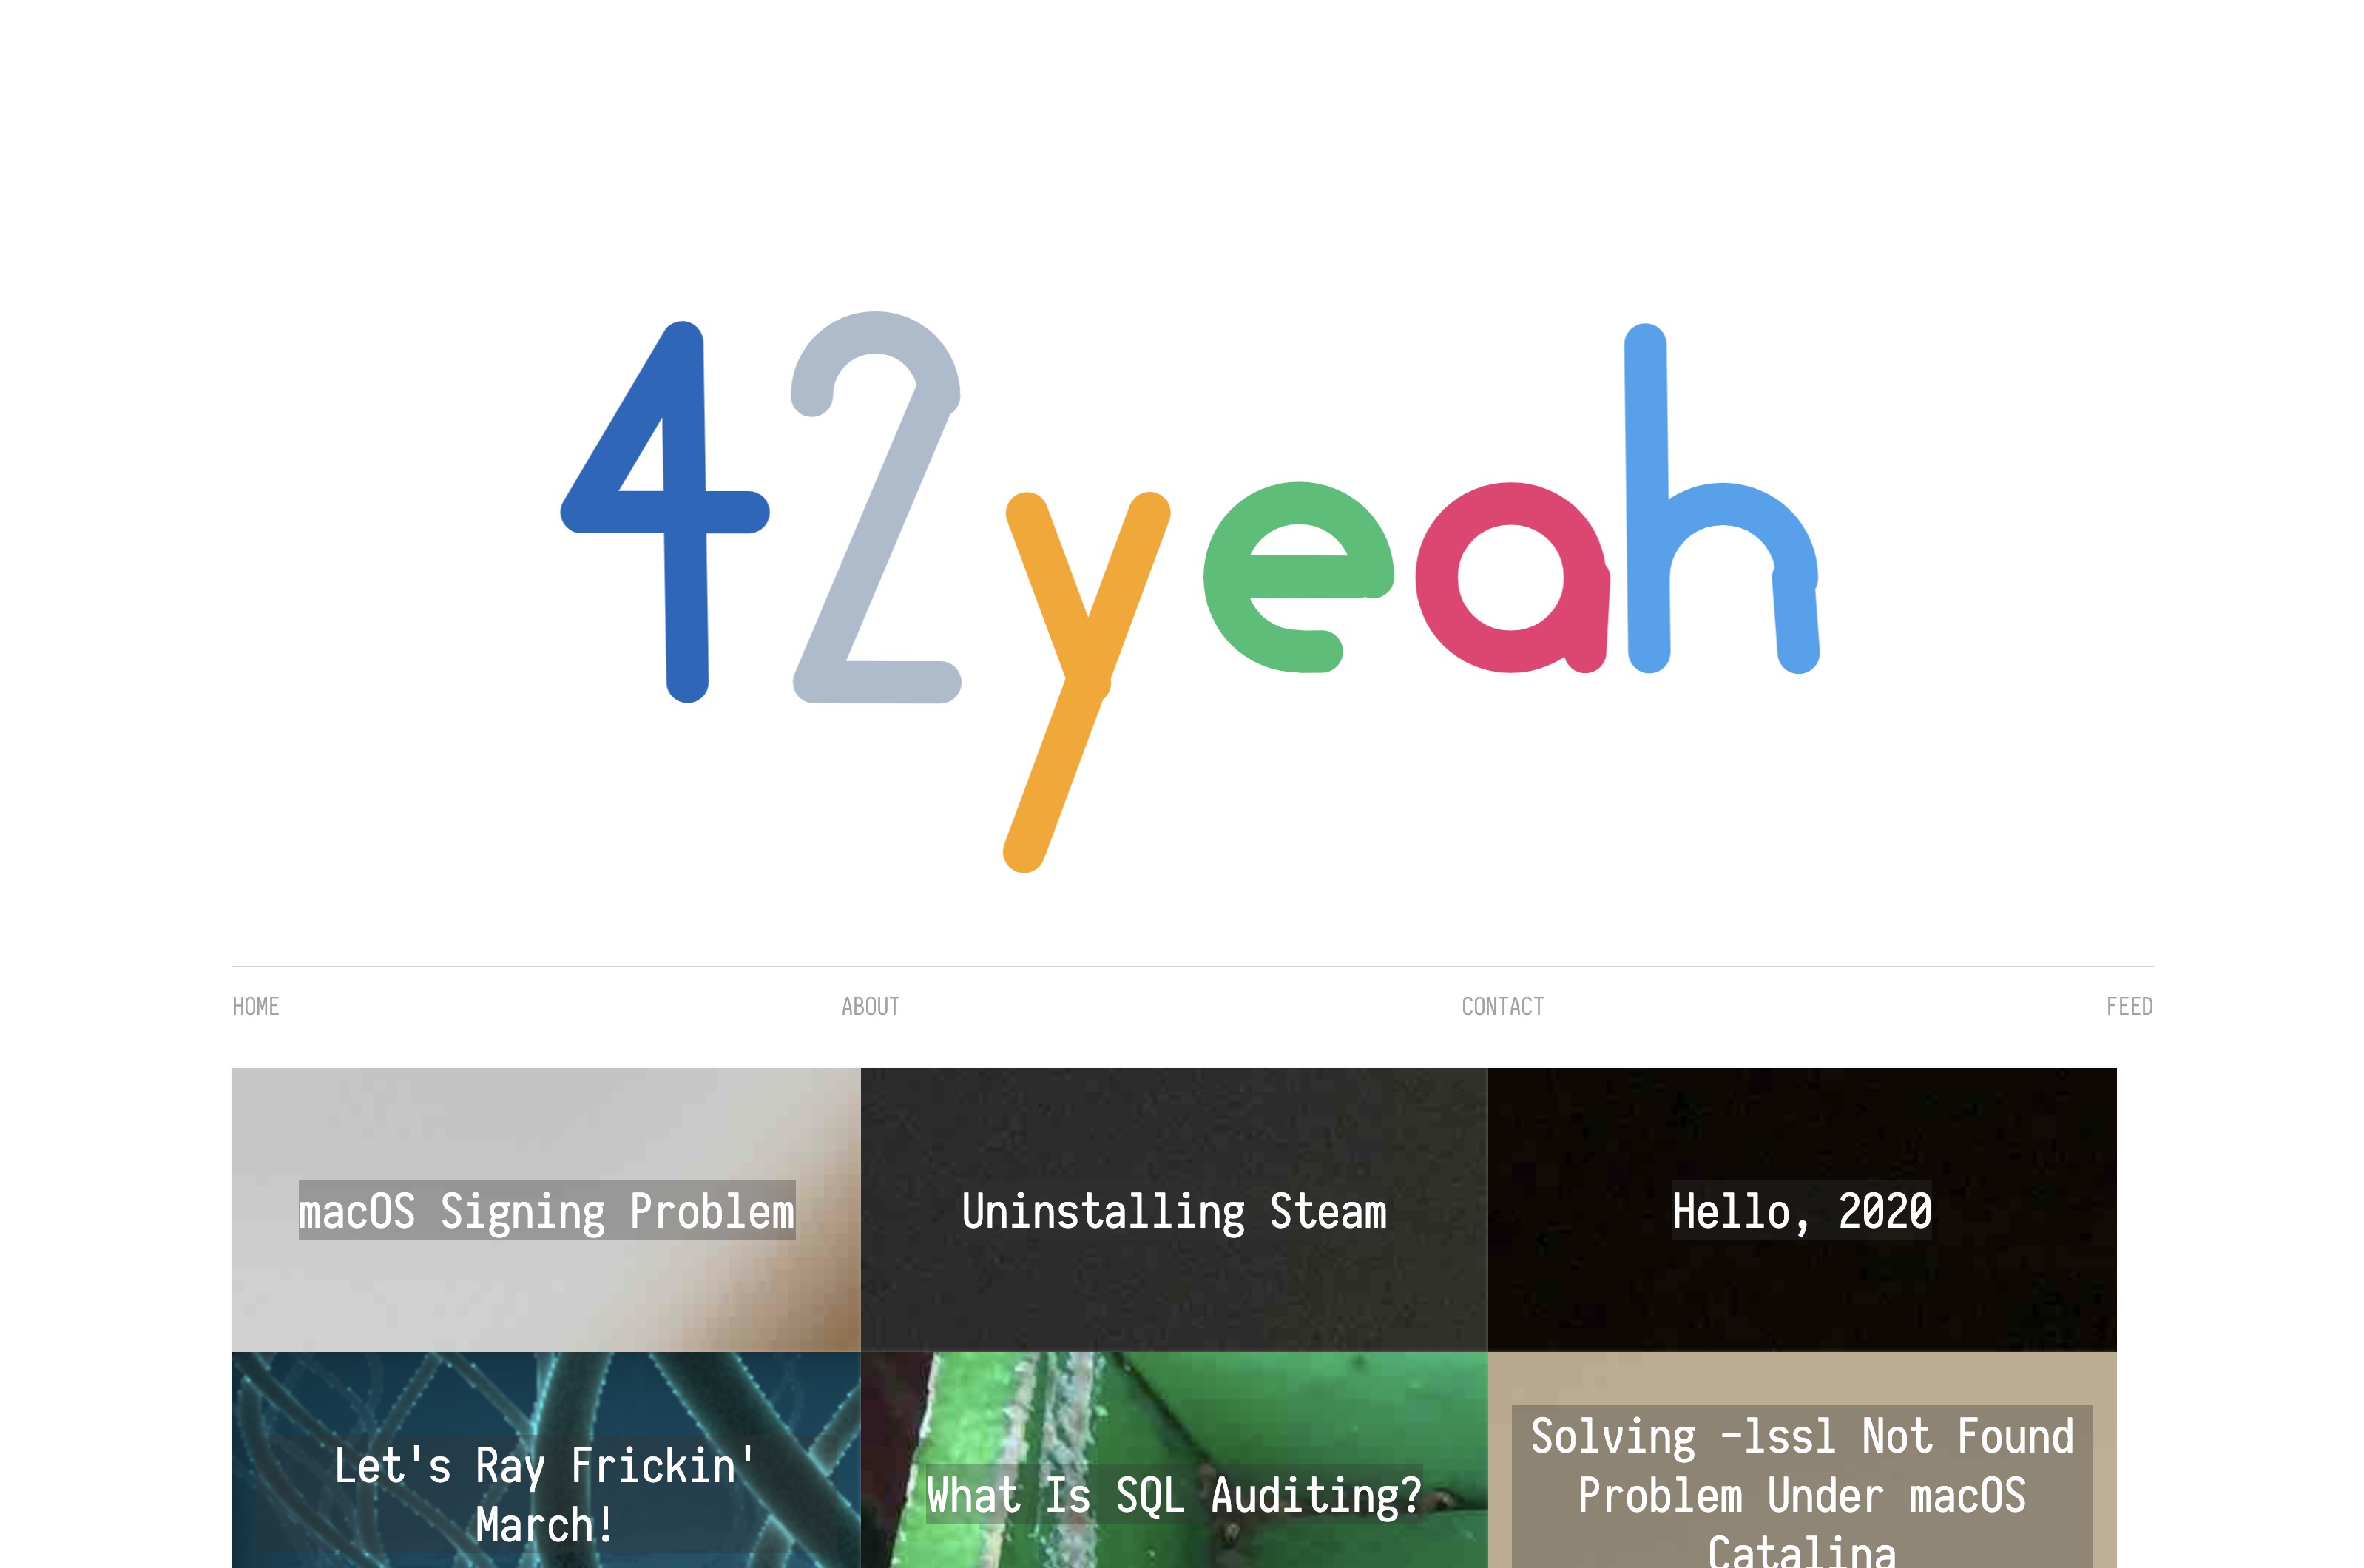 42yeah
HOME
ABOUT
CONTACT
FEED
macOS Signing Problem
Uninstalling Steam
Hello, 2020
Let's Ray Frickin'
March!
What Is SQL Auditing?
Solving -lssl Not Found
Problem Under macOS
Catalina